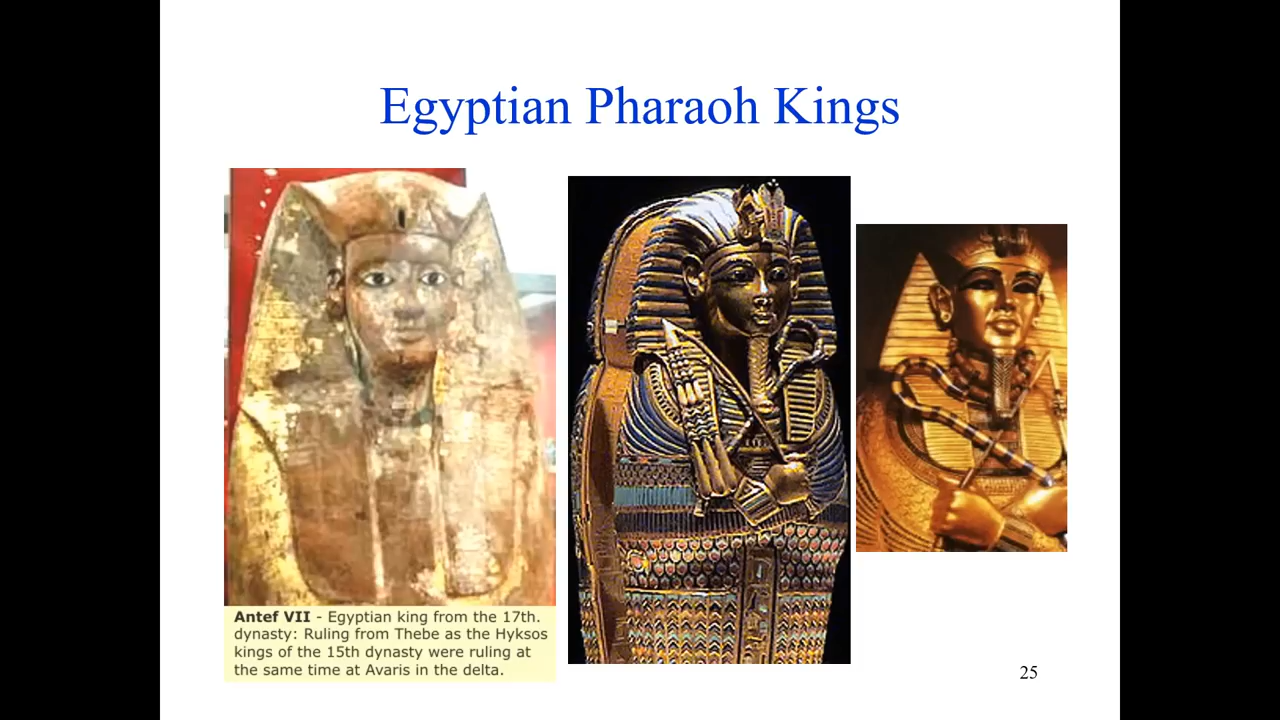 Egyptian Pharaoh Kings
Antef VII - Egyptian king from the 17th.
dynasty: Ruling from Thebe as the Hyksos
kings of the 15th dynasty were ruling at
the same time at Avaris in the delta.
25